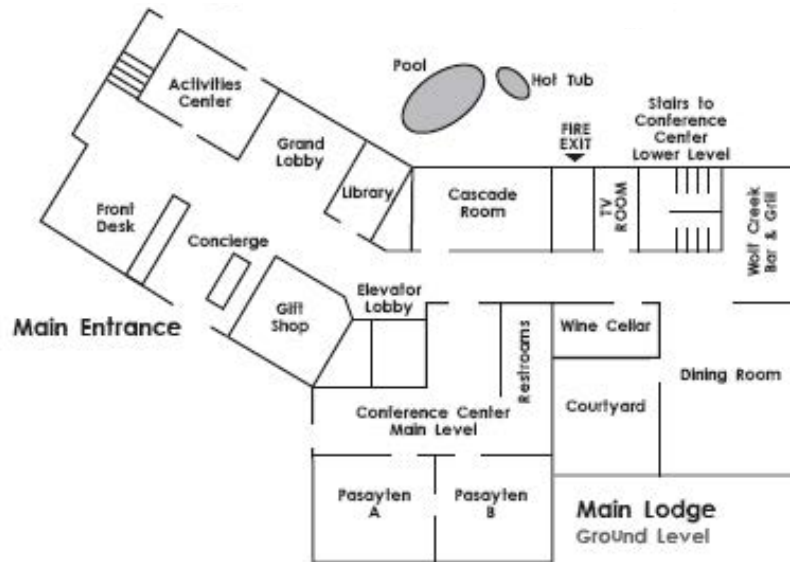 Activities
Center
Pool
Hot Tub
Stairs to
Conference
Center
Lower Level
FIRE
EXIT
Grand
Lobby
Library
Cascade
Room
TV
ROOM
Wolf Creek
Bar & Grill
Front
Desk
Concierge
Main Entrance
Gift
Shop
Elevator
Lobby
Restrooms
Wine Cellar
Dining Room
Courtyard
Conference Center
Main Level
Pasayten
A
Pasayten
B
Main Lodge
Ground Level